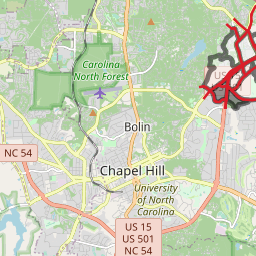 Carolina
North Forest
Bolin
NC 54
Chapel Hill
University
of North
Carolina
US 15
US 501
NC 54